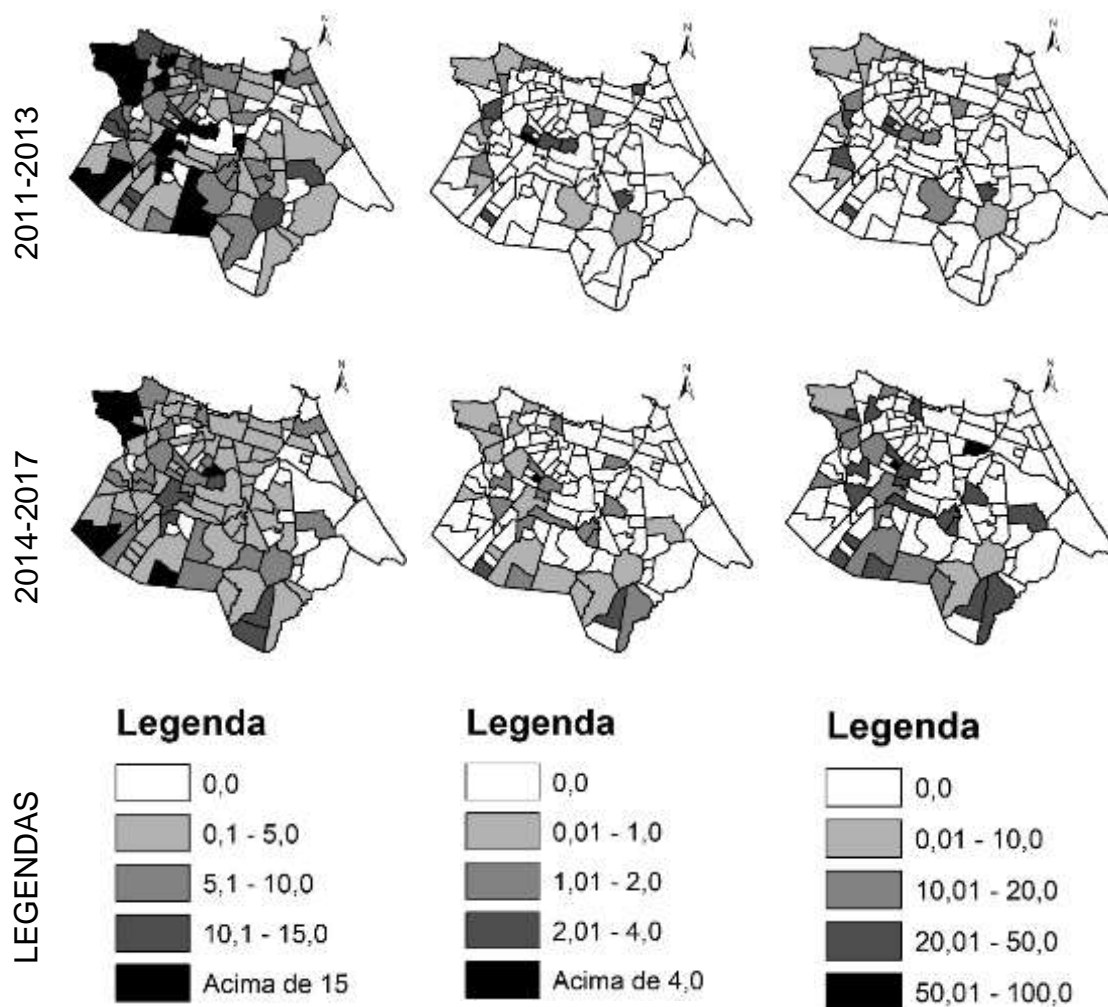 2011-2013
N
N
N
2014-2017
N
N
N
LEGENDAS
Legenda
0,0
0,1 - 5,0
5,1 - 10,0
10,1 - 15,0
Acima de 15
Legenda
0,0
0,01 - 1,0
1,01 - 2,0
2,01 - 4,0
Acima de 4,0
Legenda
0,0
0,01 - 10,0
10,01 - 20,0
20,01 - 50,0
50,01 - 100,0